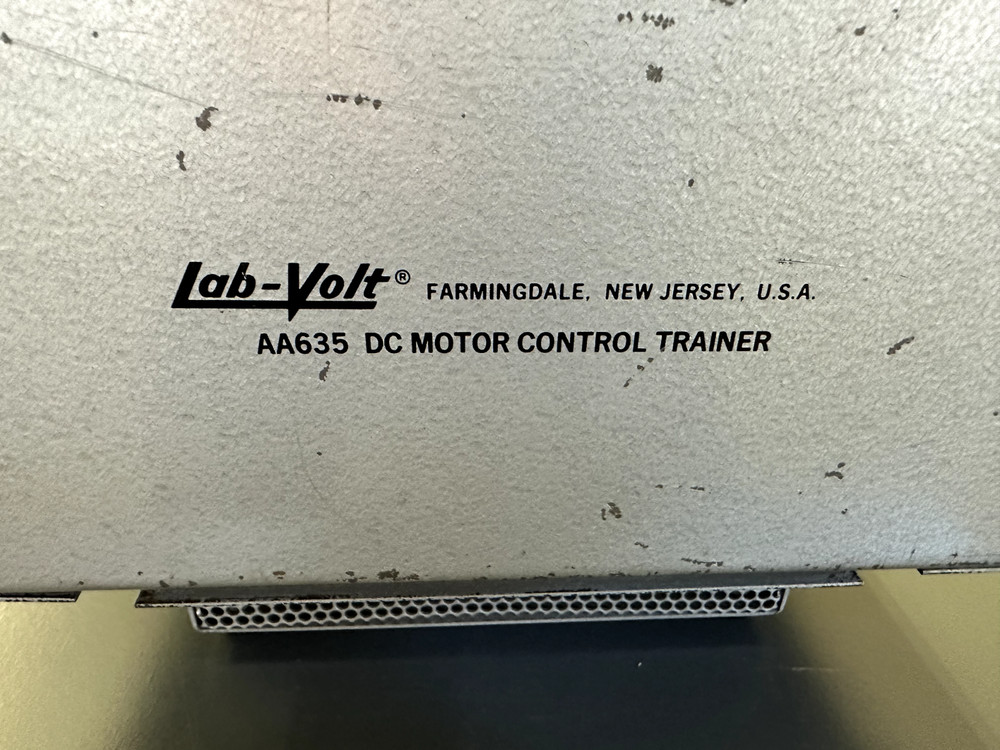 Lab-Volt® FARMINGDALE, NEW JERSEY, U.S.A.
AA635 DC MOTOR CONTROL TRAINER